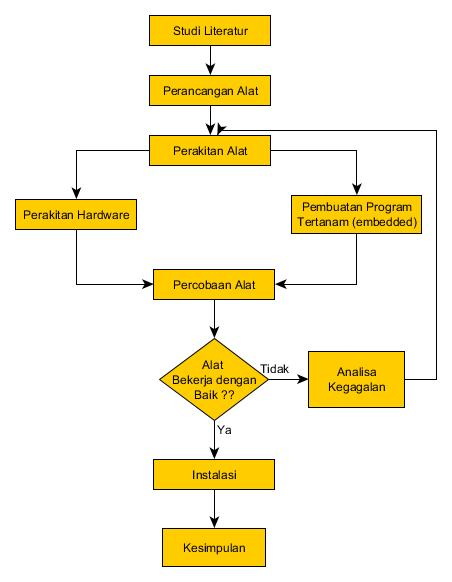 Studi Literatur
Perancangan Alat
Perakitan Alat
Perakitan Hardware
Pembuatan Program
Tertanam (embedded)
Percobaan Alat
Alat
Bekerja dengan
Baik ??
Tidak
Analisa
Kegagalan
Ya
Instalasi
Kesimpulan